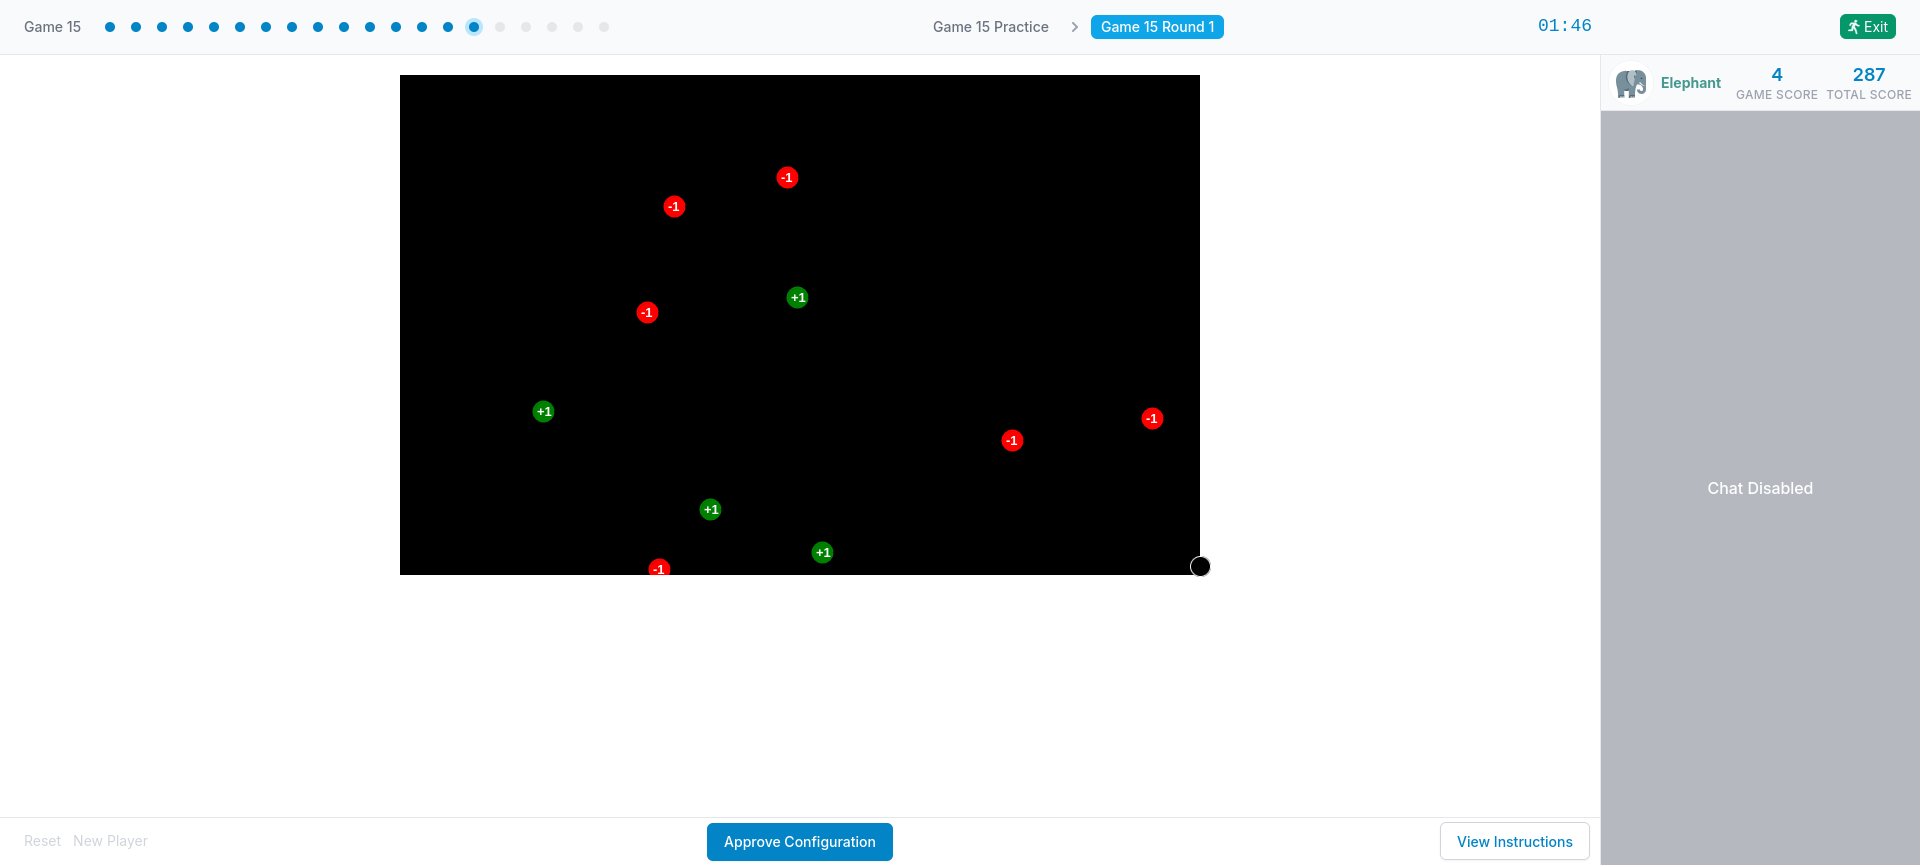 Game 15
Game 15 Practice
Game 15 Round 1
01:46
Exit
Elephant
4
GAME SCORE
287
TOTAL SCORE
-1
-1
+1
-1
+1
-1
-1
+1
+1
-1
Chat Disabled
Reset
New Player
Approve Configuration
View Instructions